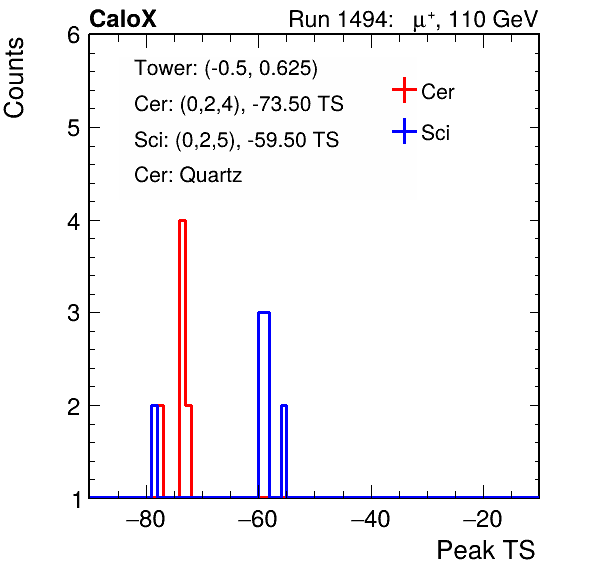 CaloX Run 1494: μ⁺, 110 GeV
Counts
6
5
4
3
2
1
Tower: (-0.5, 0.625)
Cer: (0,2,4), -73.50 TS
Sci: (0,2,5), -59.50 TS
Cer: Quartz
Cer
Sci
−80 −60 −40 −20
Peak TS